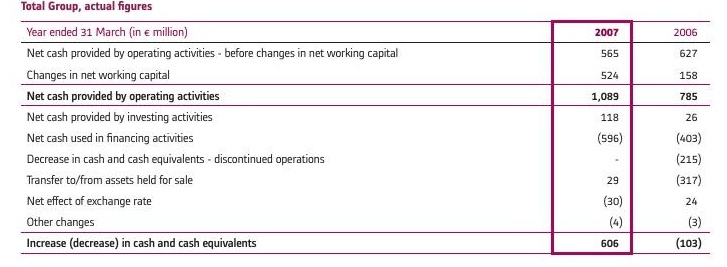 Total Group, actual figures
Year ended 31 March (in € million) 2007 2006
Net cash provided by operating activities - before changes in net working capital 565 627
Changes in net working capital 524 158
Net cash provided by operating activities 1,089 785
Net cash provided by investing activities 118 26
Net cash used in financing activities (596) (403)
Decrease in cash and cash equivalents - discontinued operations - (215)
Transfer to/from assets held for sale 29 (317)
Net effect of exchange rate (30) 24
Other changes (4) (3)
Increase (decrease) in cash and cash equivalents 606 (103)